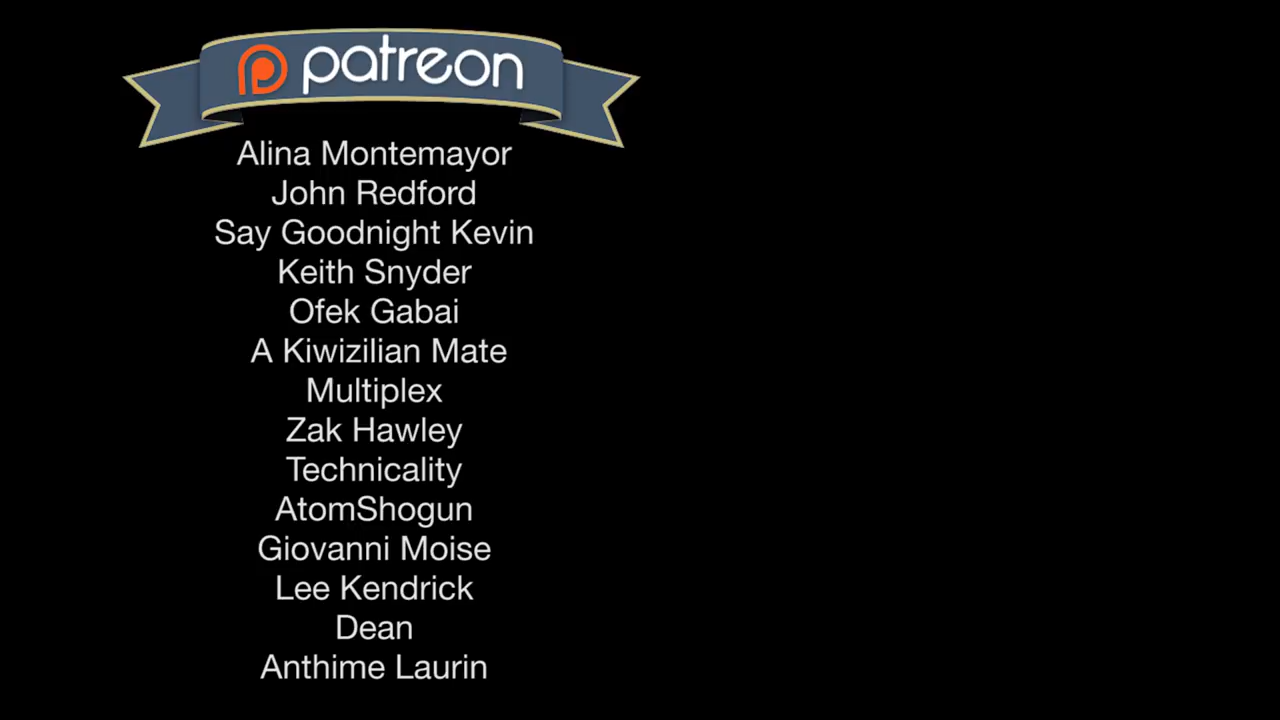 patreon
Alina Montemayor
John Redford
Say Goodnight Kevin
Keith Snyder
Ofek Gabai
A Kiwizilian Mate
Multiplex
Zak Hawley
Technicality
AtomShogun
Giovanni Moise
Lee Kendrick
Dean
Anthime Laurin